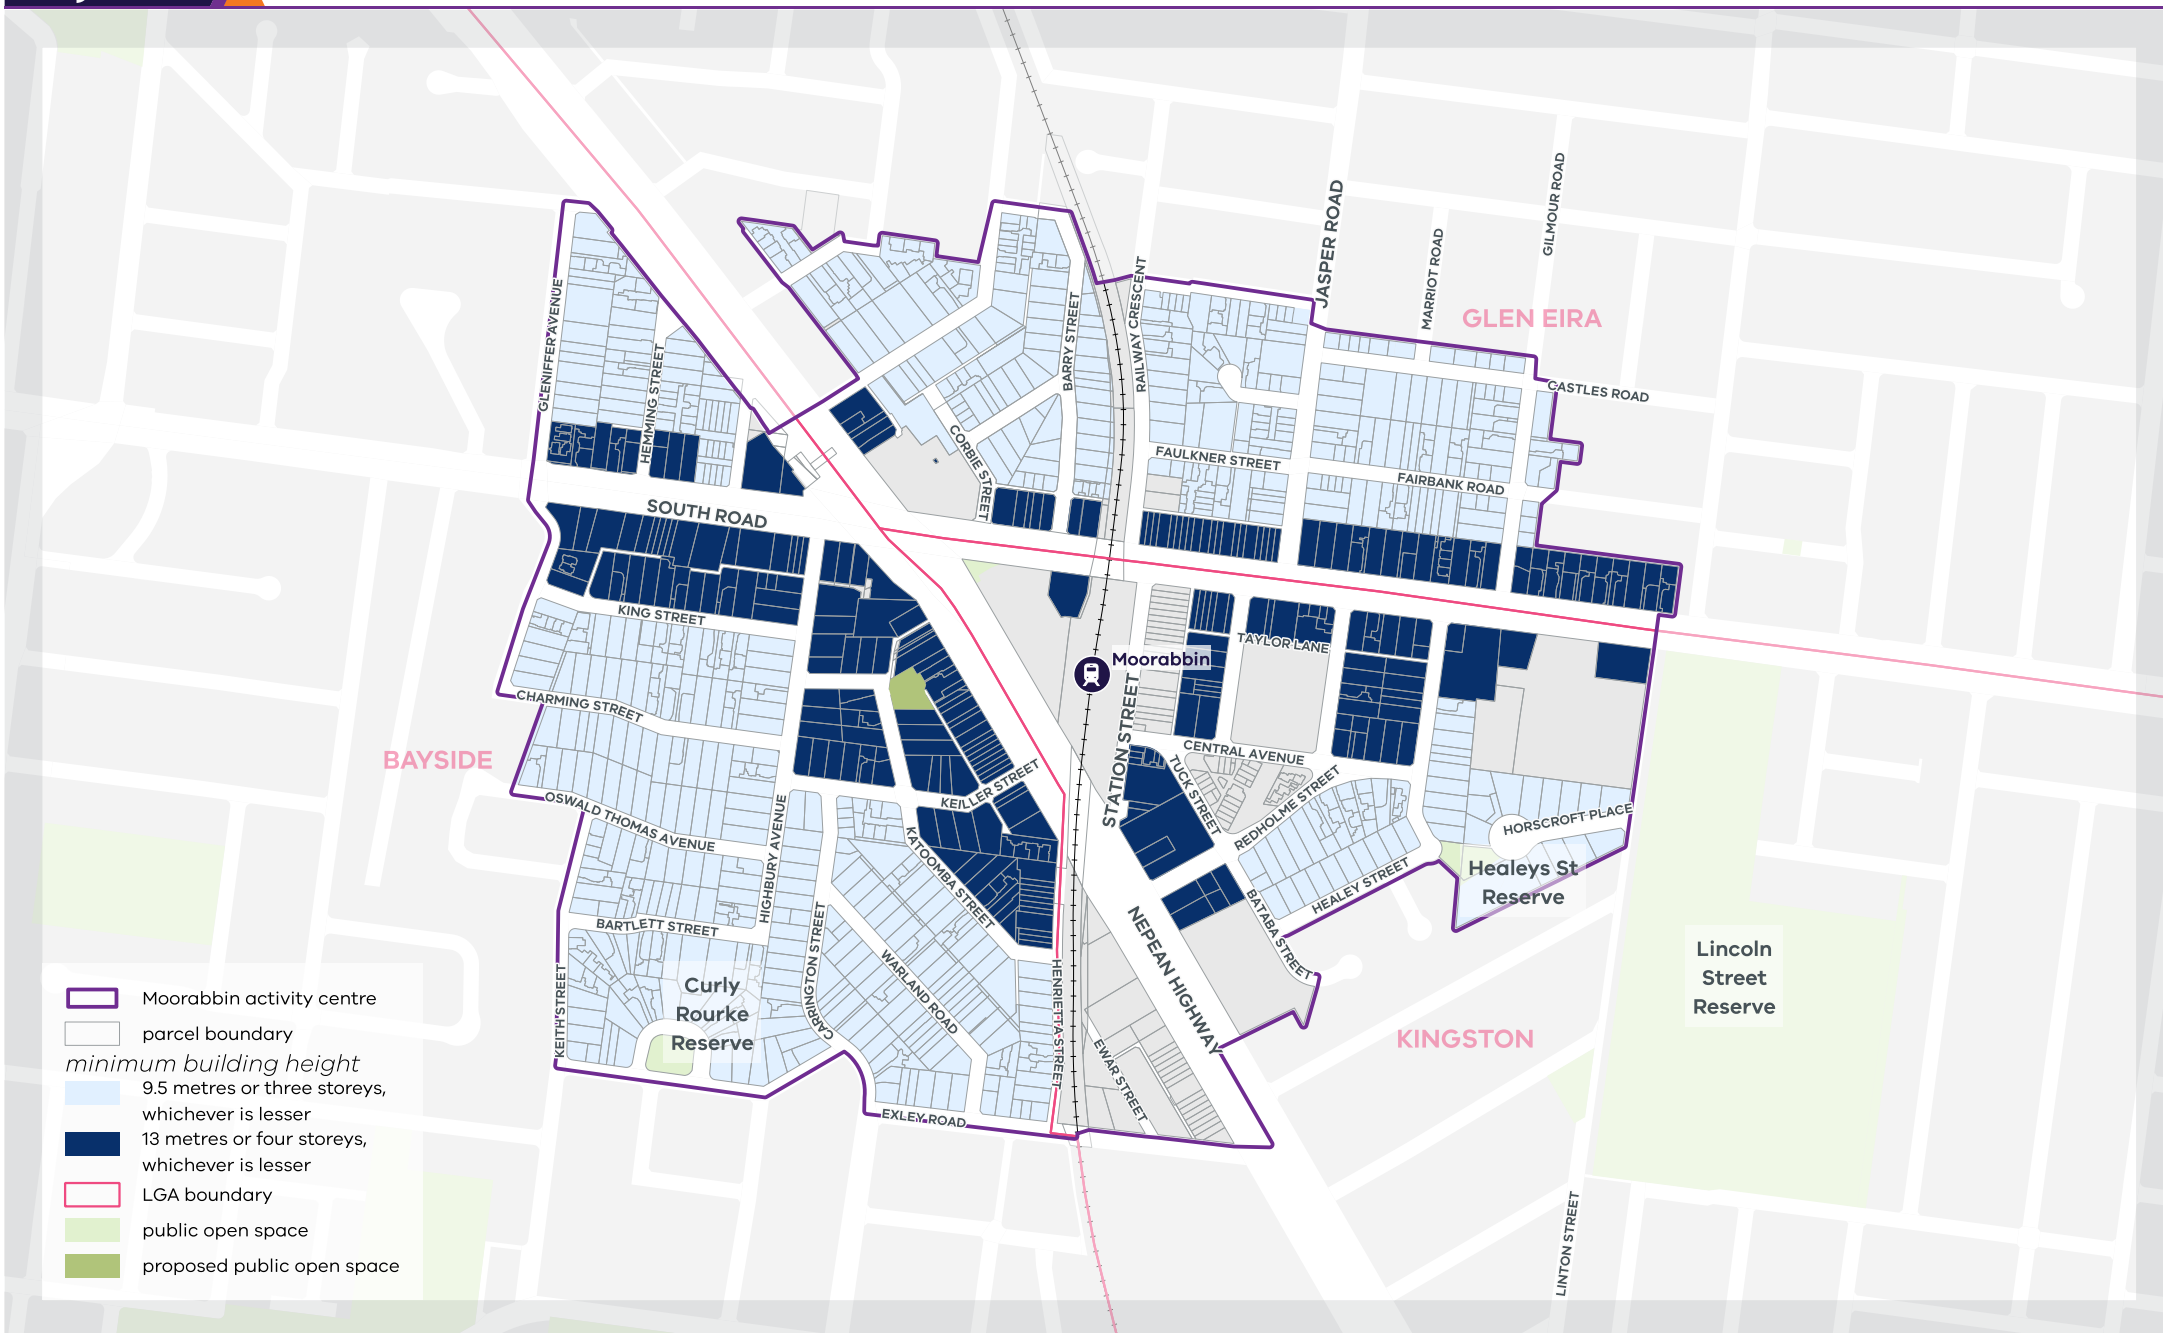 JASPER ROAD
MARRIOT ROAD
GILMOUR ROAD
GLEN EIRA
GLENIFFER AVENUE
HEMMING STREET
BARRY STREET
RAILWAY CRESCENT
CASTLES ROAD
CORBIE STREET
FAULKNER STREET
FAIRBANK ROAD
SOUTH ROAD
KING STREET
TAYLOR LANE
Moorabbin
CHARMING STREET
STATION STREET
CENTRAL AVENUE
BAYSIDE
KEILLER STREET
TUCK STREET
REDHOLME STREET
OSWALD THOMAS AVENUE
HIGHBURY AVENUE
KATOOMBA STREET
HORSCROFT PLACE
HEALEY STREET
Healeys St
Reserve
BATABA STREET
BARTLETT STREET
CARRINGTON STREET
WARLAND ROAD
NEPEAN HIGHWAY
Lincoln
Street
Reserve
KEITH STREET
Curly
Rourke
Reserve
HENRIETTA STREET
EWAR STREET
KINGSTON
EXLEY ROAD
LINTON STREET
Moorabbin activity centre
parcel boundary
minimum building height
9.5 metres or three storeys,
whichever is lesser
13 metres or four storeys,
whichever is lesser
LGA boundary
public open space
proposed public open space